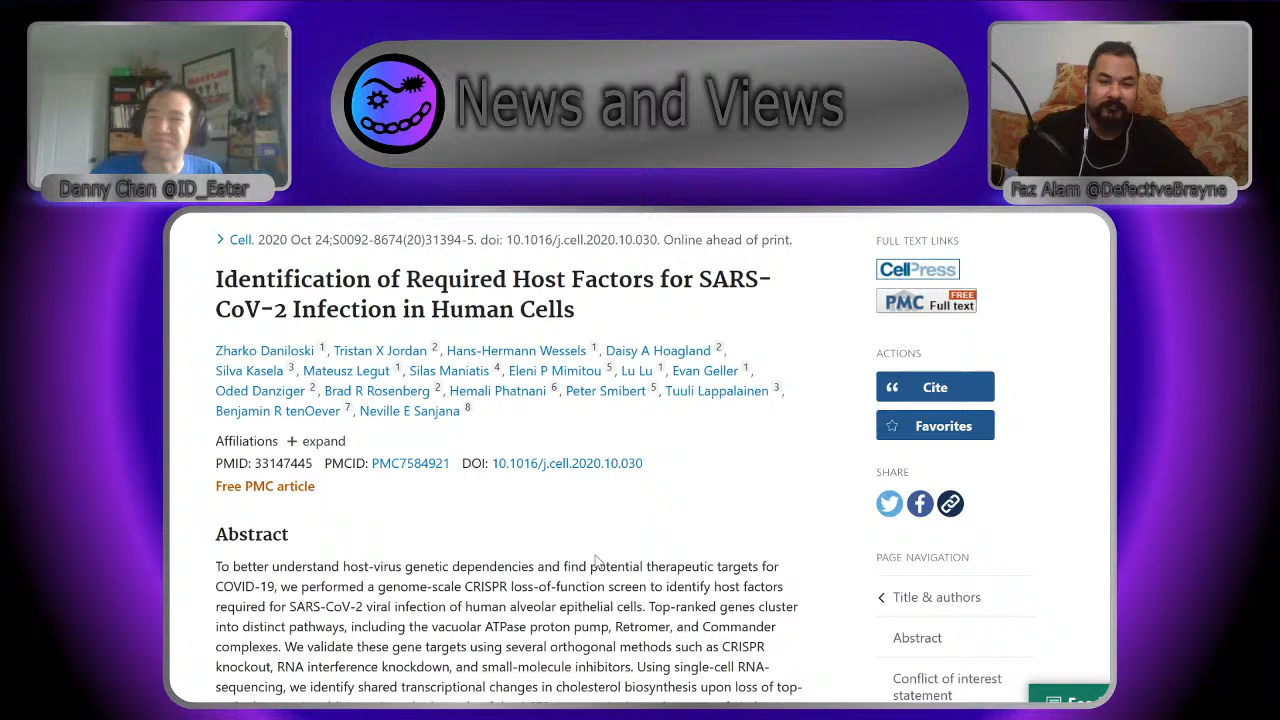 News and Views
Danny Chan @ID_Eater
Faz Alam @DefectiveBrayne
Cell. 2020 Oct 24;S0092-8674(20)31394-5. doi: 10.1016/j.cell.2020.10.030. Online ahead of print.
Identification of Required Host Factors for SARS-
CoV-2 Infection in Human Cells
Zharko Daniloski 1, Tristan X Jordan 2, Hans-Hermann Wessels 1, Daisy A Hoagland 2,
Silva Kasela 3, Mateusz Legut 1, Silas Maniatis 4, Eleni P Mimitou 5, Lu Lu 1, Evan Geller 1,
Oded Danziger 2, Brad R Rosenberg 2, Hemali Phatnani 6, Peter Smibert 5, Tuuli Lappalainen 3,
Benjamin R tenOever 7, Neville E Sanjana 8
Affiliations + expand
PMID: 33147445 PMCID: PMC7584921 DOI: 10.1016/j.cell.2020.10.030
Free PMC article
Abstract
To better understand host-virus genetic dependencies and find potential therapeutic targets for
COVID-19, we performed a genome-scale CRISPR loss-of-function screen to identify host factors
required for SARS-CoV-2 viral infection of human alveolar epithelial cells. Top-ranked genes cluster
into distinct pathways, including the vacuolar ATPase proton pump, Retromer, and Commander
complexes. We validate these gene targets using several orthogonal methods such as CRISPR
knockout, RNA interference knockdown, and small-molecule inhibitors. Using single-cell RNA-
sequencing, we identify shared transcriptional changes in cholesterol biosynthesis upon loss of top-
FULL TEXT LINKS
CellPress
PMC FREE Full text
ACTIONS
Cite
Favorites
SHARE
PAGE NAVIGATION
Title & authors
Abstract
Conflict of interest
statement